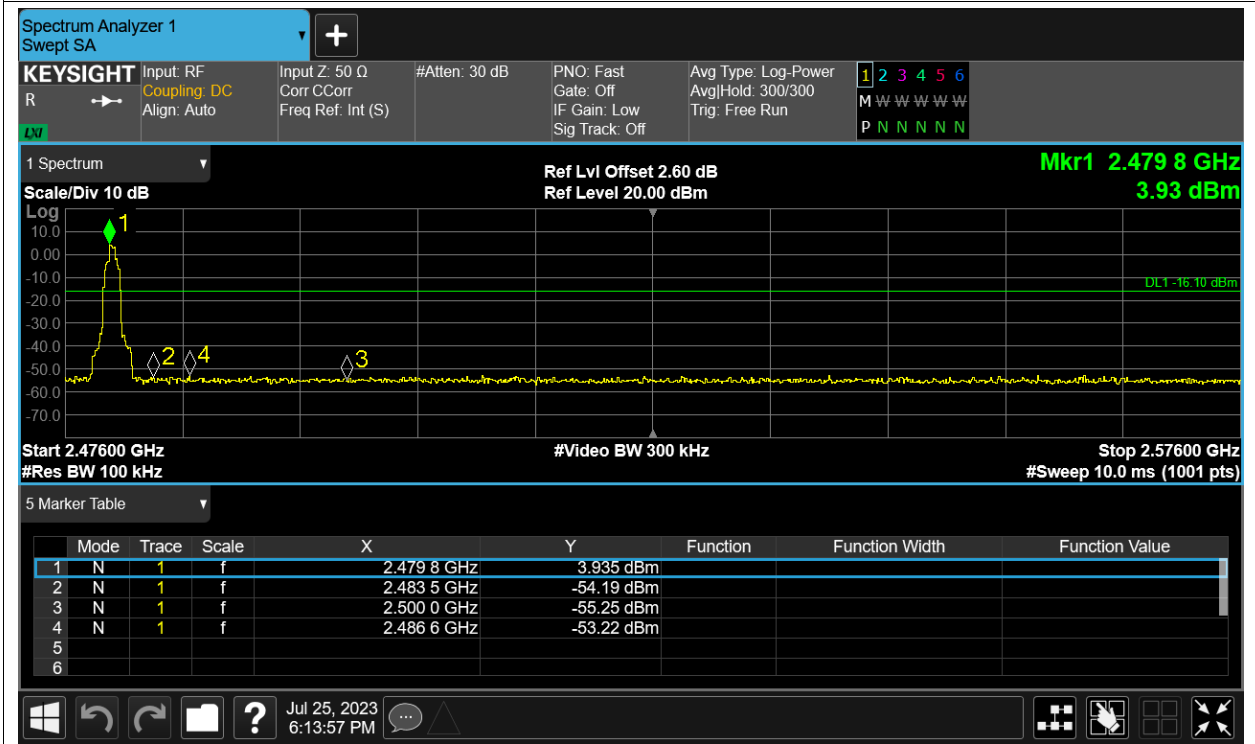 Spectrum Analyzer 1
Swept SA
+
KEYSIGHT Input: RF Input Z: 50 Ω #Atten: 30 dB PNO: Fast Avg Type: Log-Power 1 2 3 4 5 6
R Coupling: DC Corr CCorr Gate: Off Avg|Hold: 300/300 M W W W W W W
Align: Auto Freq Ref: Int (S) IF Gain: Low Trig: Free Run
LXI Sig Track: Off P N N N N N N
1 Spectrum Ref Lvl Offset 2.60 dB Mkr1 2.479 8 GHz
Scale/Div 10 dB Ref Level 20.00 dBm 3.93 dBm
Log
1
10.0
0.00
-10.0
DL1 -16.10 dBm
-20.0
-30.0
-40.0
2 4 3
-50.0
-60.0
-70.0
Start 2.47600 GHz #Video BW 300 kHz Stop 2.57600 GHz
#Res BW 100 kHz #Sweep 10.0 ms (1001 pts)
5 Marker Table
Mode Trace Scale X Y Function Function Width Function Value
1 N 1 f 2.479 8 GHz 3.935 dBm
2 N 1 f 2.483 5 GHz -54.19 dBm
3 N 1 f 2.500 0 GHz -55.25 dBm
4 N 1 f 2.486 6 GHz -53.22 dBm
5
6
? Jul 25, 2023
6:13:57 PM